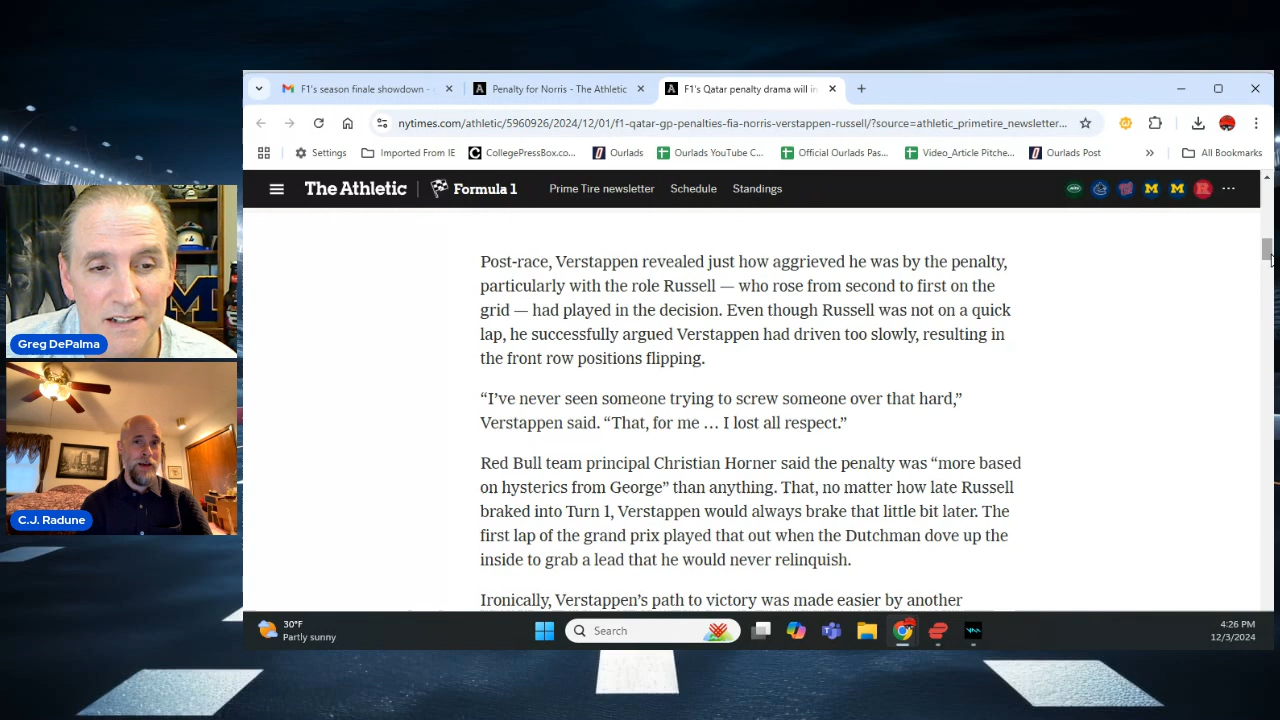 F1's season finale showdown -
Penalty for Norris - The Athletic
F1's Qatar penalty drama will in
nytimes.com/athletic/5960926/2024/12/01/f1-qatar-gp-penalties-fia-norris-verstappen-russell/?source=athletic_primetire_newsletter...
Settings
Imported From IE
CollegePressBox.co...
Ourlads
Ourlads YouTube C...
Official Ourlads Pas...
Video_Article Pitche...
Ourlads Post
»
All Bookmarks
The Athletic
Formula 1
Prime Tire newsletter
Schedule
Standings
Post-race, Verstappen revealed just how aggrieved he was by the penalty,
particularly with the role Russell — who rose from second to first on the
grid — had played in the decision. Even though Russell was not on a quick
lap, he successfully argued Verstappen had driven too slowly, resulting in
the front row positions flipping.
“I’ve never seen someone trying to screw someone over that hard,”
Verstappen said. “That, for me … I lost all respect.”
Red Bull team principal Christian Horner said the penalty was “more based
on hysterics from George” than anything. That, no matter how late Russell
braked into Turn 1, Verstappen would always brake that little bit later. The
first lap of the grand prix played that out when the Dutchman dove up the
inside to grab a lead that he would never relinquish.
Ironically, Verstappen’s path to victory was made easier by another
Greg DePalma
C.J. Radune
30°F
Partly sunny
Search
4:26 PM
12/3/2024